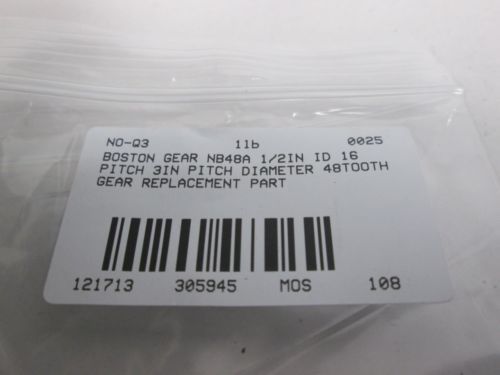 NO-Q3 11b 0025
BOSTON GEAR NB48A 1/2IN ID 16
PITCH 3IN PITCH DIAMETER 48TOOTH
GEAR REPLACEMENT PART
121713 305945 MOS 108